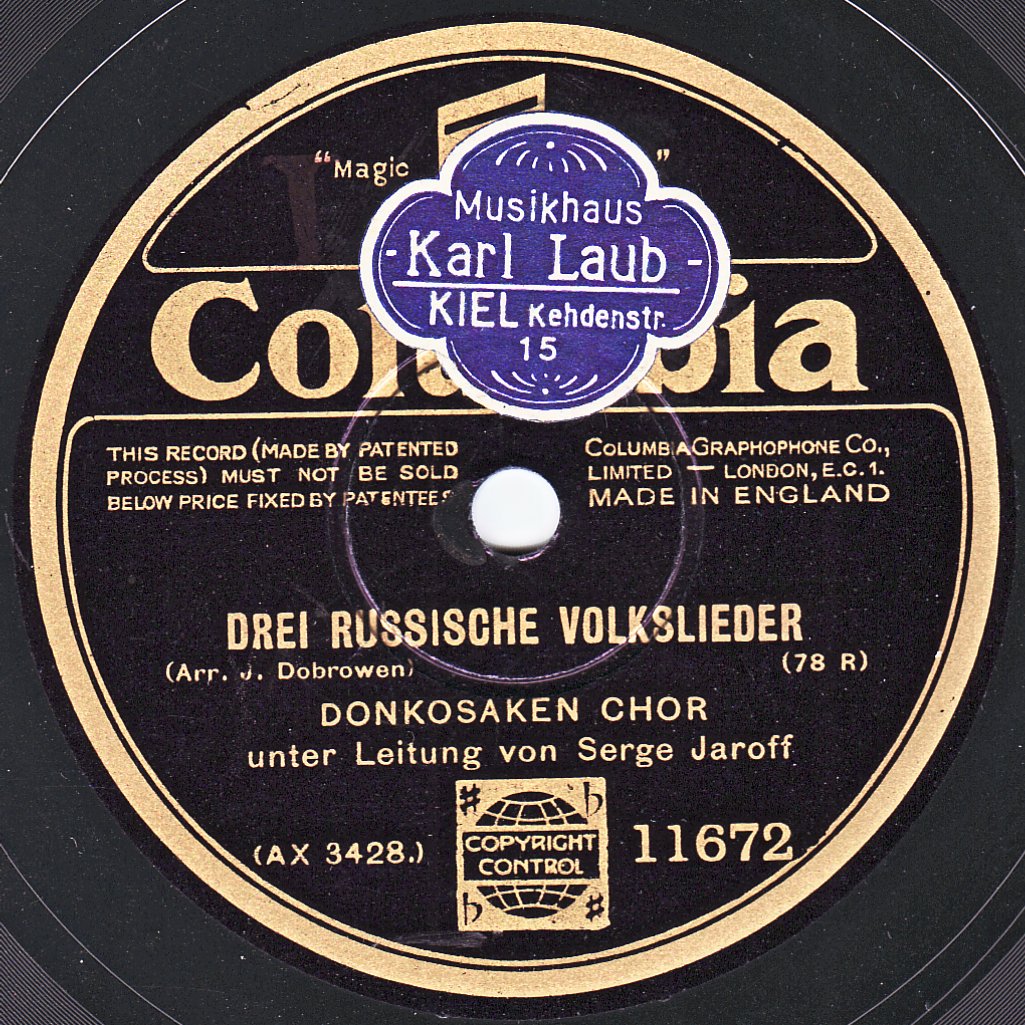 “Magic ”
Musikhaus
-Karl Laub-
KIEL Kehdenstr.
15
THIS RECORD (MADE BY PATENTED
PROCESS) MUST NOT BE SOLD
BELOW PRICE FIXED BY PATENTEES
COLUMBIA GRAPHOPHONE CO.,
LIMITED — LONDON, E.C.1.
MADE IN ENGLAND
DREI RUSSISCHE VOLKSLIEDER
(Arr. J. Dobrowen)
(78 R)
DONKOSAKEN CHOR
unter Leitung von Serge Jaroff
(AX 3428.)
COPYRIGHT
CONTROL
11672